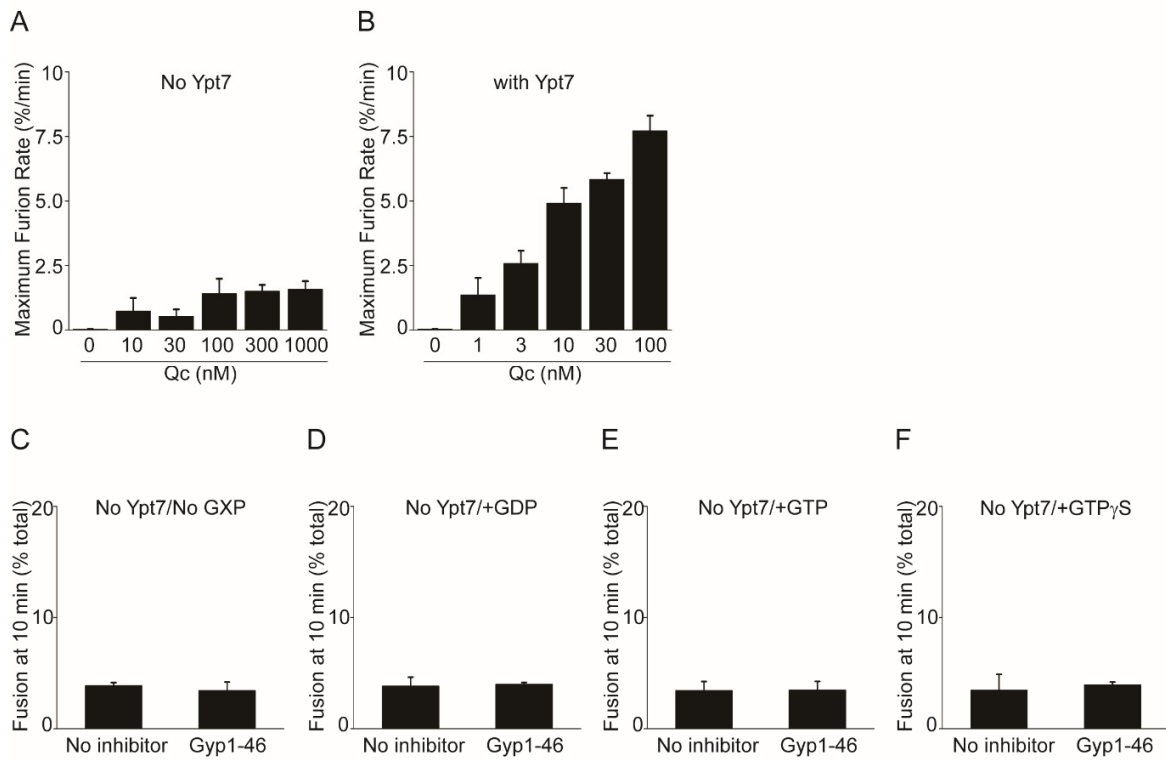 A
B
Maximum Furion Rate (%/min)
10
7.5
5.0
2.5
0
No Ypt7
0 10 30 100 300 1000
Qc (nM)
Maximum Furion Rate (%/min)
10
7.5
5.0
2.5
0
with Ypt7
0 1 3 10 30 100
Qc (nM)
C
D
E
F
Fusion at 10 min (% total)
20
10
0
No Ypt7/No GXP
No inhibitor Gyp1-46
Fusion at 10 min (% total)
20
10
0
No Ypt7/+GDP
No inhibitor Gyp1-46
Fusion at 10 min (% total)
20
10
0
No Ypt7/+GTP
No inhibitor Gyp1-46
Fusion at 10 min (% total)
20
10
0
No Ypt7/+GTPγS
No inhibitor Gyp1-46